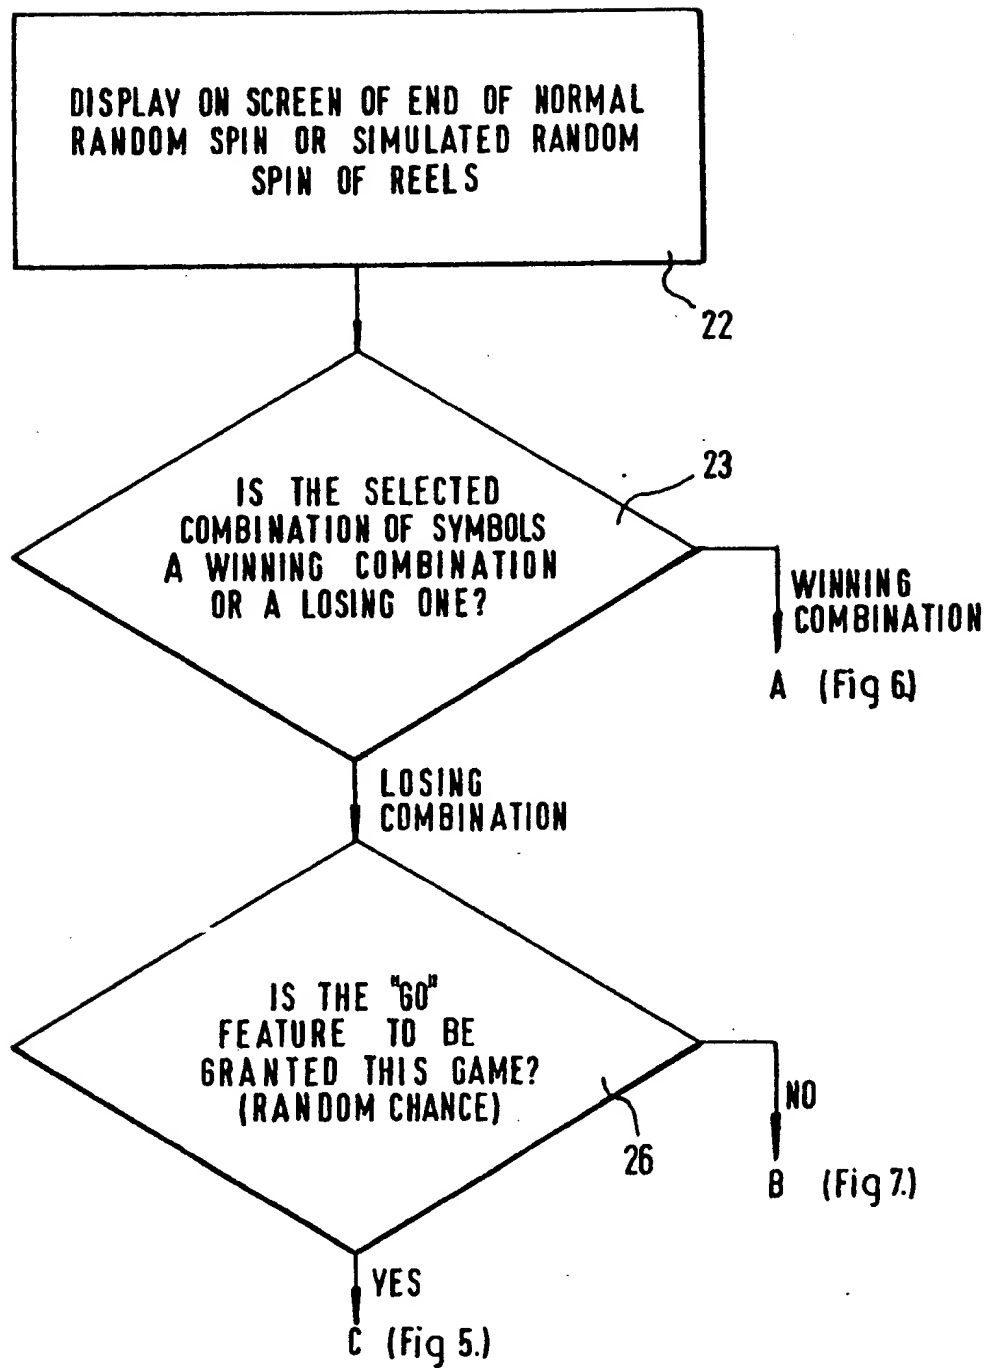 DISPLAY ON SCREEN OF END OF NORMAL
RANDOM SPIN OR SIMULATED RANDOM
SPIN OF REELS
22
23
IS THE SELECTED
COMBINATION OF SYMBOLS
A WINNING COMBINATION
OR A LOSING ONE?
WINNING
COMBINATION
A (Fig 6.)
LOSING
COMBINATION
IS THE "GO"
FEATURE TO BE
GRANTED THIS GAME?
(RANDOM CHANCE)
26
NO
B (Fig 7.)
YES
C (Fig 5.)